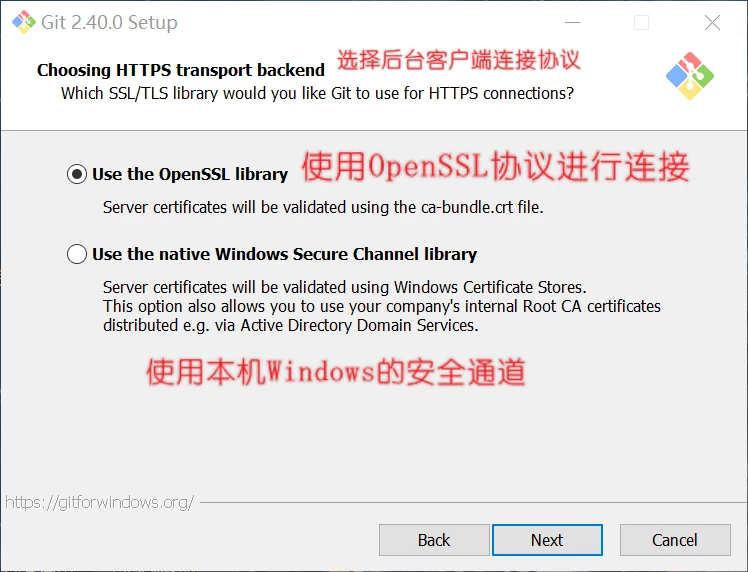 Git 2.40.0 Setup
Choosing HTTPS transport backend 选择后台客户端连接协议
Which SSL/TLS library would you like Git to use for HTTPS connections?
Use the OpenSSL library 使用OpenSSL协议进行连接
Server certificates will be validated using the ca-bundle.crt file.
Use the native Windows Secure Channel library
Server certificates will be validated using Windows Certificate Stores.
This option also allows you to use your company's internal Root CA certificates
distributed e.g. via Active Directory Domain Services.
使用本机Windows的安全通道
https://gitforwindows.org/
Back Next Cancel